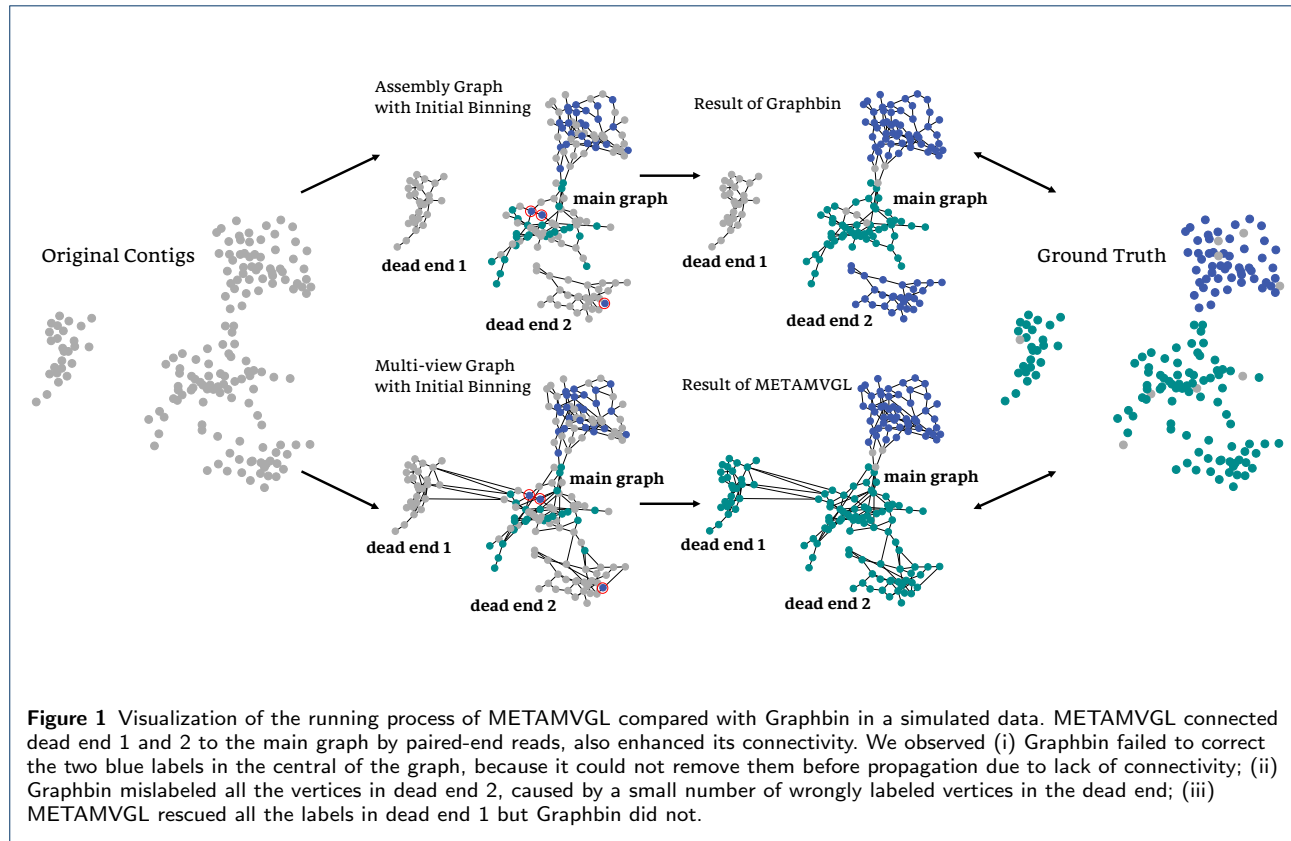 Assembly Graph
with Initial Binning
Result of Graphbin
main graph
main graph
Original Contigs
Ground Truth
dead end 1
dead end 1
dead end 2
dead end 2
Multi-view Graph
with Initial Binning
Result of METAMVGL
main graph
main graph
dead end 1
dead end 1
dead end 2
dead end 2
Figure 1 Visualization of the running process of METAMVGL compared with Graphbin in a simulated data. METAMVGL connected
dead end 1 and 2 to the main graph by paired-end reads, also enhanced its connectivity. We observed (i) Graphbin failed to correct
the two blue labels in the central of the graph, because it could not remove them before propagation due to lack of connectivity; (ii)
Graphbin mislabeled all the vertices in dead end 2, caused by a small number of wrongly labeled vertices in the dead end; (iii)
METAMVGL rescued all the labels in dead end 1 but Graphbin did not.